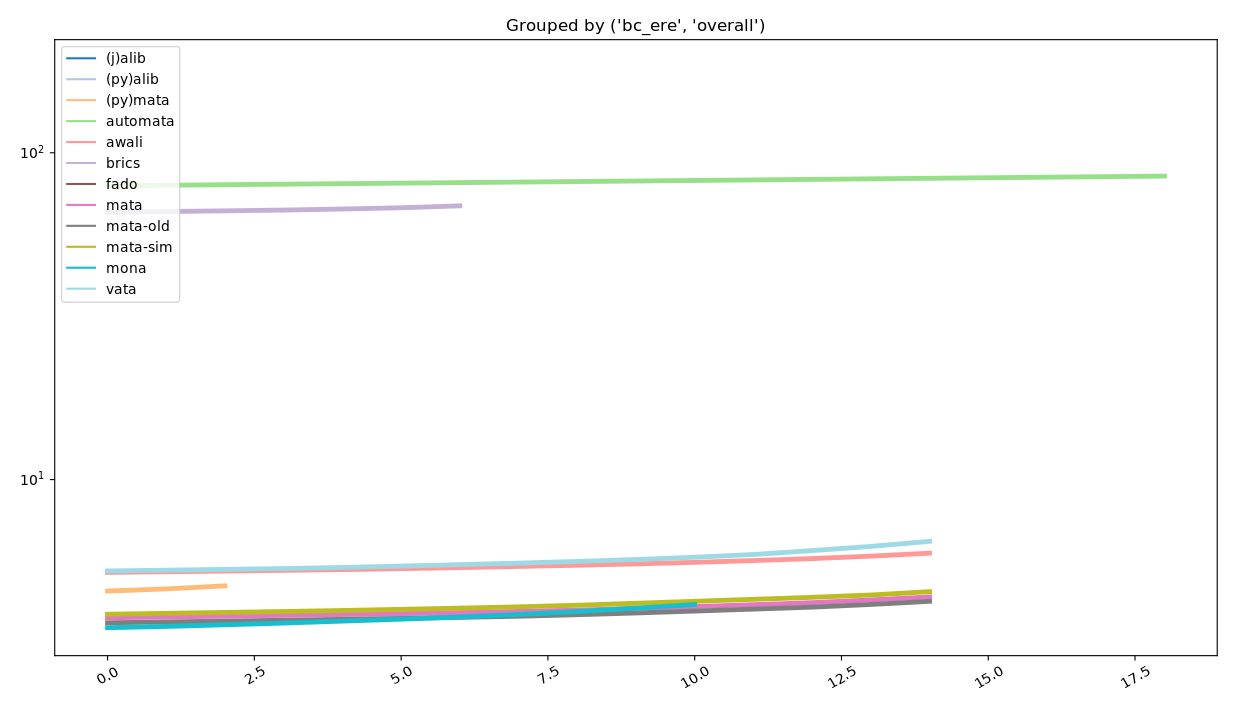 Grouped by ('bc_ere', 'overall')
(j)alib
(py)alib
(py)mata
automata
awali
brics
fado
mata
mata-old
mata-sim
mona
vata
10²
10¹
0.0
2.5
5.0
7.5
10.0
12.5
15.0
17.5